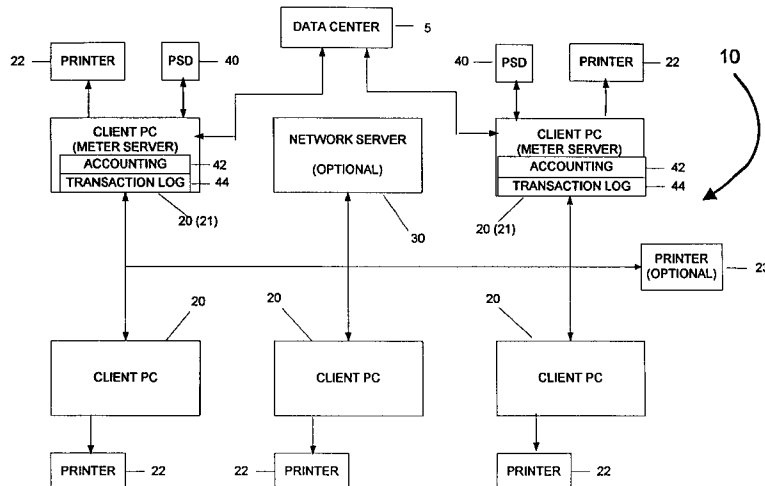 DATA CENTER
5
22
PRINTER
PSD
40
40
PSD
PRINTER
22
10
CLIENT PC
(METER SERVER)
ACCOUNTING
42
TRANSACTION LOG
44
20 (21)
NETWORK SERVER
(OPTIONAL)
30
CLIENT PC
(METER SERVER)
ACCOUNTING
42
TRANSACTION LOG
44
20 (21)
PRINTER
(OPTIONAL)
23
20
CLIENT PC
20
CLIENT PC
20
CLIENT PC
PRINTER
22
22
PRINTER
PRINTER
22